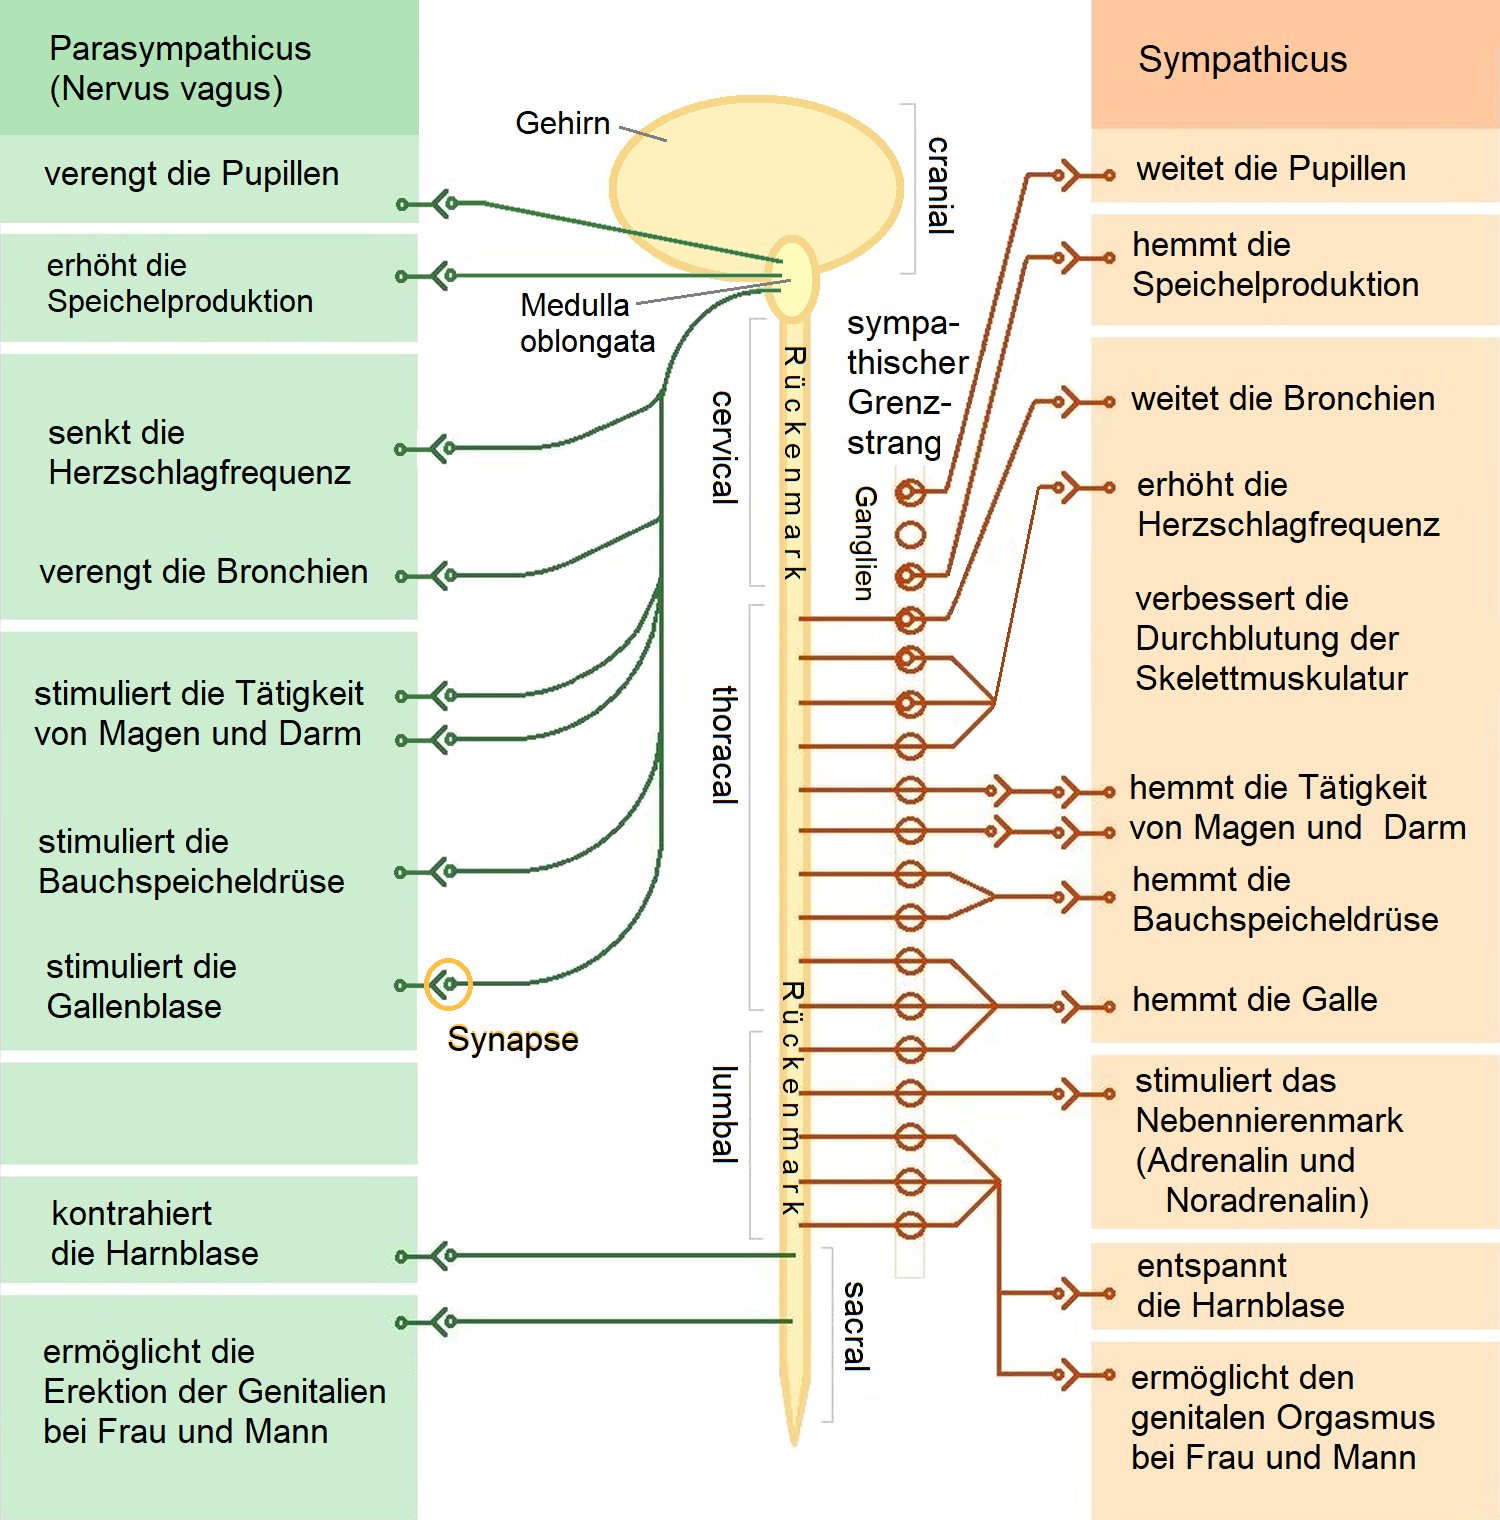 Parasympathicus
(Nervus vagus)
verengt die Pupillen
erhöht die
Speichelproduktion
senkt die
Herzschlagfrequenz
verengt die Bronchien
stimuliert die Tätigkeit
von Magen und Darm
stimuliert die
Bauchspeicheldrüse
stimuliert die
Gallenblase
kontrahiert
die Harnblase
ermöglicht die
Erektion der Genitalien
bei Frau und Mann
Gehirn
Medulla
oblongata
Synapse
cranial
cervical
thoracal
lumbal
sacral
Rückenmark
Rückenmark
sympa-
thischer
Grenz-
strang
Ganglien
Sympathicus
weitet die Pupillen
hemmt die
Speichelproduktion
weitet die Bronchien
erhöht die
Herzschlagfrequenz
verbessert die
Durchblutung der
Skelettmuskulatur
hemmt die Tätigkeit
von Magen und Darm
hemmt die
Bauchspeicheldrüse
hemmt die Galle
stimuliert das
Nebennierenmark
(Adrenalin und
Noradrenalin)
entspannt
die Harnblase
ermöglicht den
genitalen Orgasmus
bei Frau und Mann